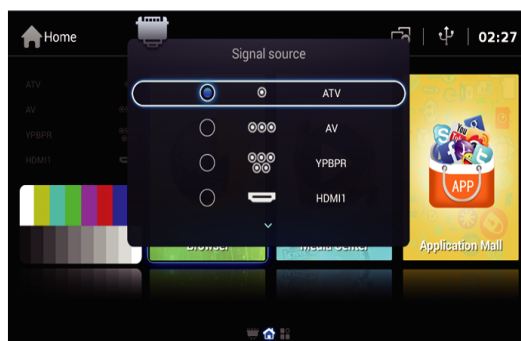 Home
02:27
Signal source
ATV
ATV
AV
AV
YPBPR
YPBPR
HDMI1
HDMI1
You
APP
Browser
Media Center
Application Mall